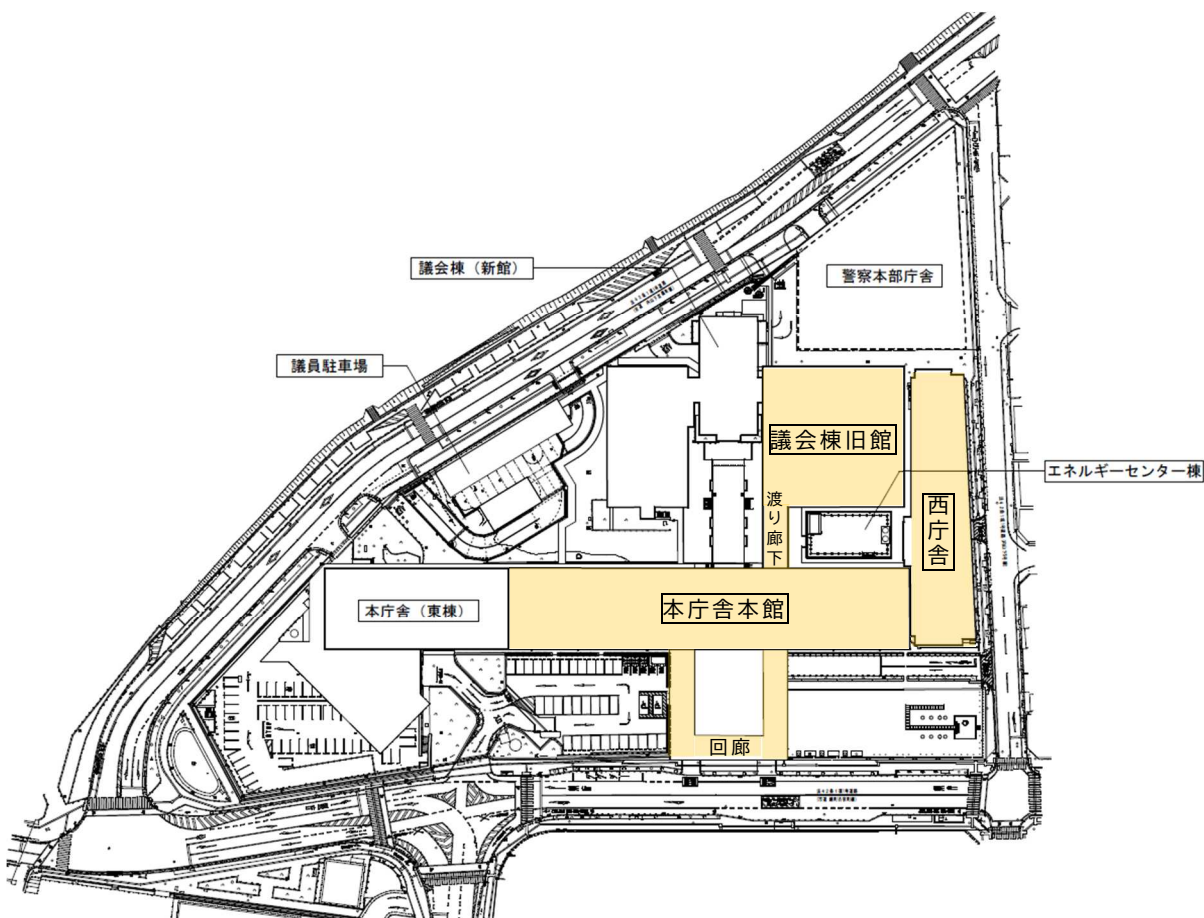 議会棟（新館）
警察本部庁舎
議員駐車場
議会棟旧館
エネルギーセンター棟
渡り廊下
西庁舎
本庁舎（東棟）
本庁舎本館
回廊